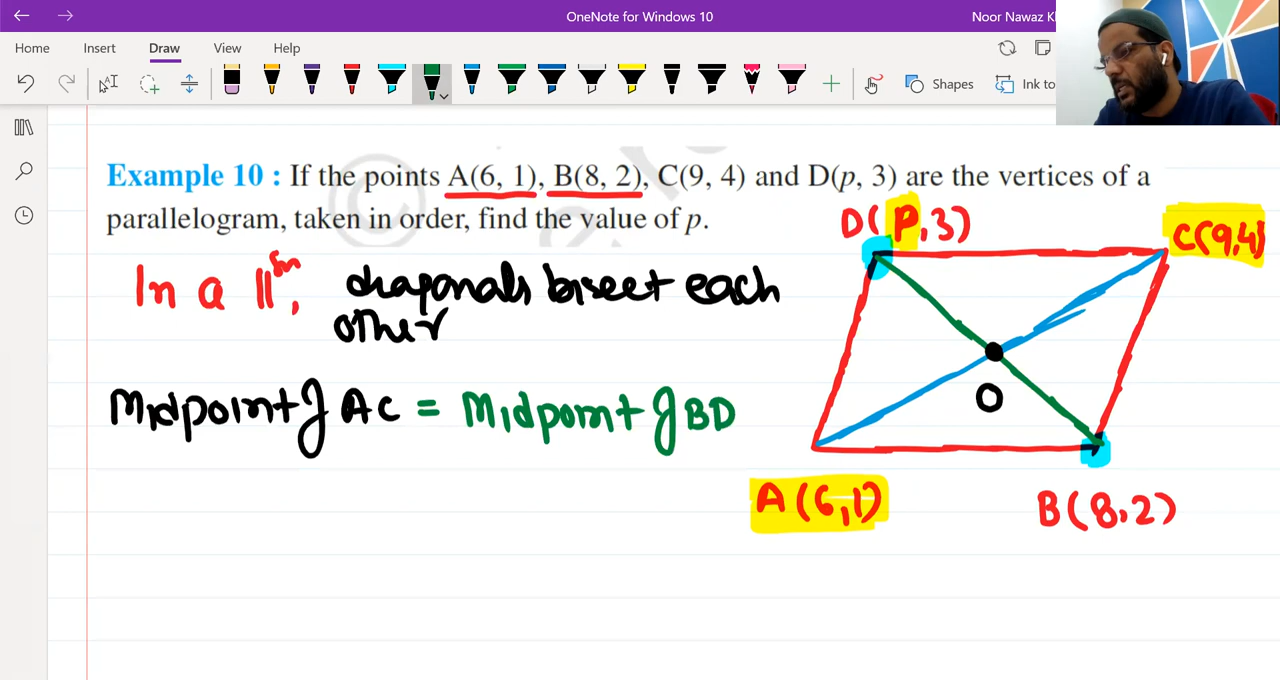 OneNote for Windows 10
Noor Nawaz Kh
Home Insert Draw View Help
Shapes
Ink to
Example 10 : If the points A(6, 1), B(8, 2), C(9, 4) and D(p, 3) are the vertices of a
parallelogram, taken in order, find the value of p.
D(P,3)
C(9,4)
In a ||gm, diagonals bisect each
other
Midpoint of AC = Midpoint of BD
O
A(6,1)
B(8,2)